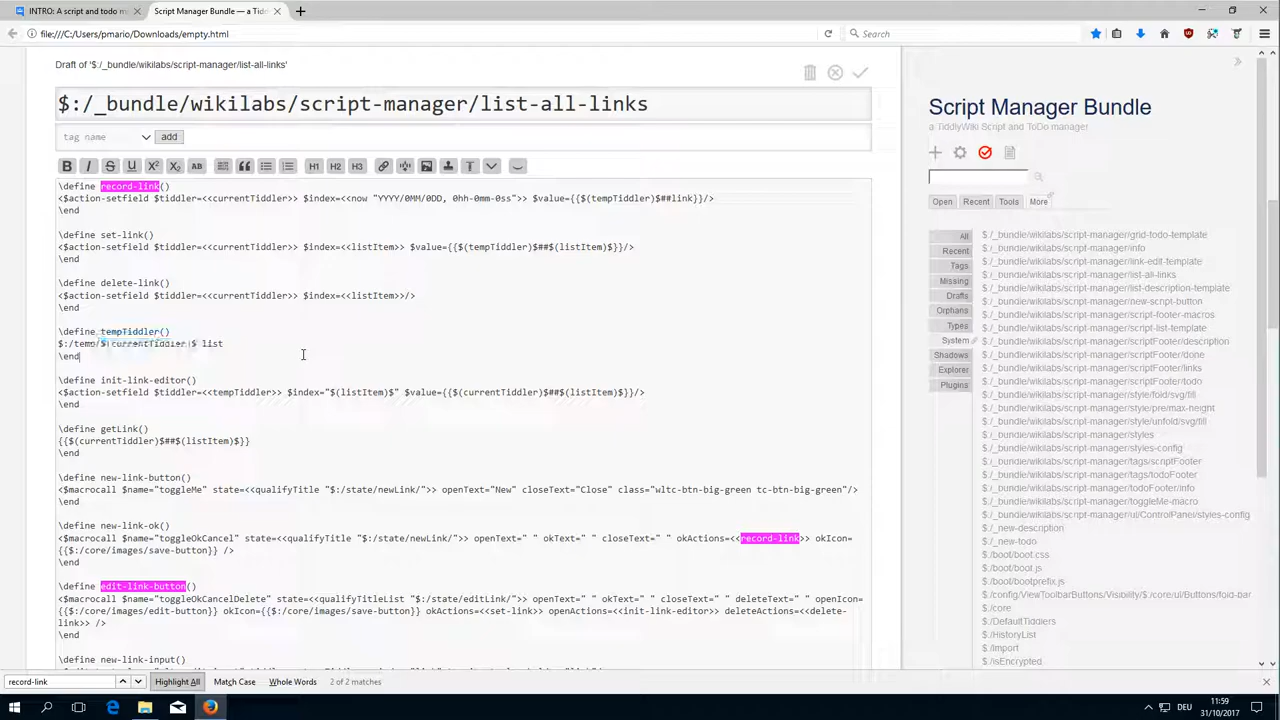 INTRO: A script and todo m
Script Manager Bundle — a Tidd
file:///C:/Users/pmario/Downloads/empty.html
Search
Draft of '$:/_bundle/wikilabs/script-manager/list-all-links'
$:/_bundle/wikilabs/script-manager/list-all-links
tag name
add
B I S U X² X₂ AB H1 H2 H3
\define record-link()
<$action-setfield $tiddler=<<currentTiddler>> $index=<<now "YYYY/0MM/0DD, 0hh-0mm-0ss">> $value={{$(tempTiddler)$##link}}/>
\end
\define set-link()
<$action-setfield $tiddler=<<currentTiddler>> $index=<<listItem>> $value={{$(tempTiddler)$##$(listItem)$}}/>
\end
\define delete-link()
<$action-setfield $tiddler=<<currentTiddler>> $index=<<listItem>>/>
\end
\define tempTiddler()
$:/temp/$(currentTiddler)$ list
\end
\define init-link-editor()
<$action-setfield $tiddler=<<tempTiddler>> $index="$(listItem)$" $value={{$(currentTiddler)$##$(listItem)$}}/>
\end
\define getLink()
{{$(currentTiddler)$##$(listItem)$}}
\end
\define new-link-button()
<$macrocall $name="toggleMe" state=<<qualifyTitle "$:/state/newLink/">> openText="New" closeText="Close" class="wltc-btn-big-green tc-btn-big-green"/>
\end
\define new-link-ok()
<$macrocall $name="toggleOkCancel" state=<<qualifyTitle "$:/state/newLink/">> openText=" " okText=" " closeText=" " okActions=<<record-link>> okIcon=
{{$:/core/images/save-button}} />
\end
\define edit-link-button()
<$macrocall $name="toggleOkCancelDelete" state=<<qualifyTitleList "$:/state/editLink/">> openText=" " okText=" " closeText=" " deleteText=" " openIcon=
{{$:/core/images/edit-button}} okIcon={{$:/core/images/save-button}} okActions=<<set-link>> openActions=<<init-link-editor>> deleteActions=<<delete-
link>> />
\end
\define new-link-input()
Script Manager Bundle
a TiddlyWiki Script and ToDo manager
Open Recent Tools More
All
Recent
Tags
Missing
Drafts
Orphans
Types
System
Shadows
Explorer
Plugins
$:/_bundle/wikilabs/script-manager/grid-todo-template
$:/_bundle/wikilabs/script-manager/info
$:/_bundle/wikilabs/script-manager/link-edit-template
$:/_bundle/wikilabs/script-manager/list-all-links
$:/_bundle/wikilabs/script-manager/list-description-template
$:/_bundle/wikilabs/script-manager/new-script-button
$:/_bundle/wikilabs/script-manager/script-footer-macros
$:/_bundle/wikilabs/script-manager/script-list-template
$:/_bundle/wikilabs/script-manager/scriptFooter/description
$:/_bundle/wikilabs/script-manager/scriptFooter/done
$:/_bundle/wikilabs/script-manager/scriptFooter/links
$:/_bundle/wikilabs/script-manager/scriptFooter/todo
$:/_bundle/wikilabs/script-manager/style/fold/svg/fill
$:/_bundle/wikilabs/script-manager/style/pre/max-height
$:/_bundle/wikilabs/script-manager/style/unfold/svg/fill
$:/_bundle/wikilabs/script-manager/styles
$:/_bundle/wikilabs/script-manager/styles-config
$:/_bundle/wikilabs/script-manager/tags/scriptFooter
$:/_bundle/wikilabs/script-manager/tags/todoFooter
$:/_bundle/wikilabs/script-manager/todoFooter/info
$:/_bundle/wikilabs/script-manager/toggleMe-macro
$:/_bundle/wikilabs/script-manager/ui/ControlPanel/styles-config
$:/_new-description
$:/_new-todo
$:/boot/boot.css
$:/boot/boot.js
$:/boot/bootprefix.js
$:/config/ViewToolbarButtons/Visibility/$:/core/ui/Buttons/fold-bar
$:/core
$:/DefaultTiddlers
$:/HistoryList
$:/Import
$:/isEncrypted
record-link
Highlight All Match Case Whole Words 2 of 2 matches
DEU
11:59
31/10/2017